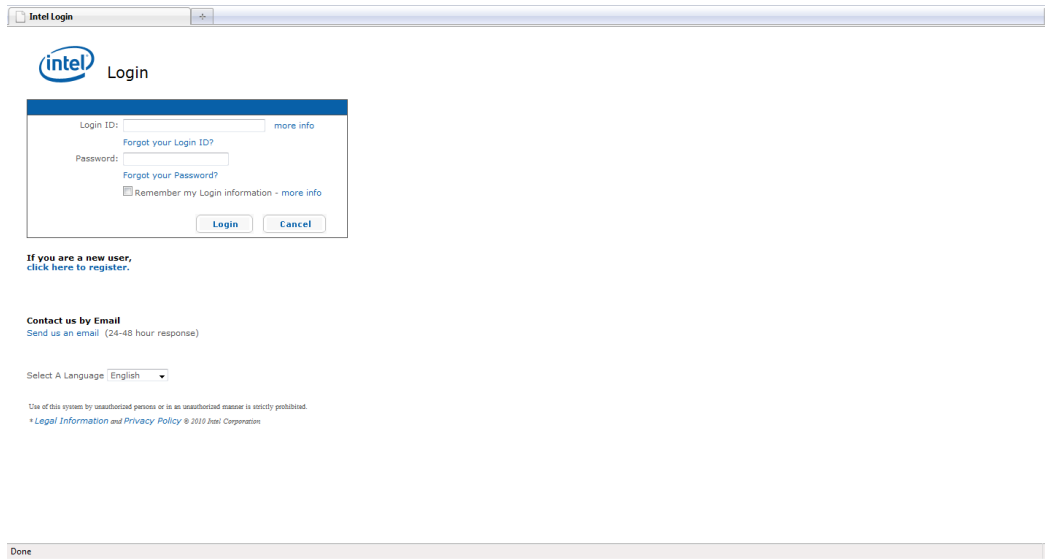 Intel Login
intel
Login
Login ID: more info
Forgot your Login ID?
Password:
Forgot your Password?
Remember my Login information - more info
Login Cancel
If you are a new user,
click here to register.
Contact us by Email
Send us an email (24-48 hour response)
Select A Language English
Use of this system by unauthorized persons or in an unauthorized manner is strictly prohibited.
* Legal Information and Privacy Policy © 2010 Intel Corporation
Done